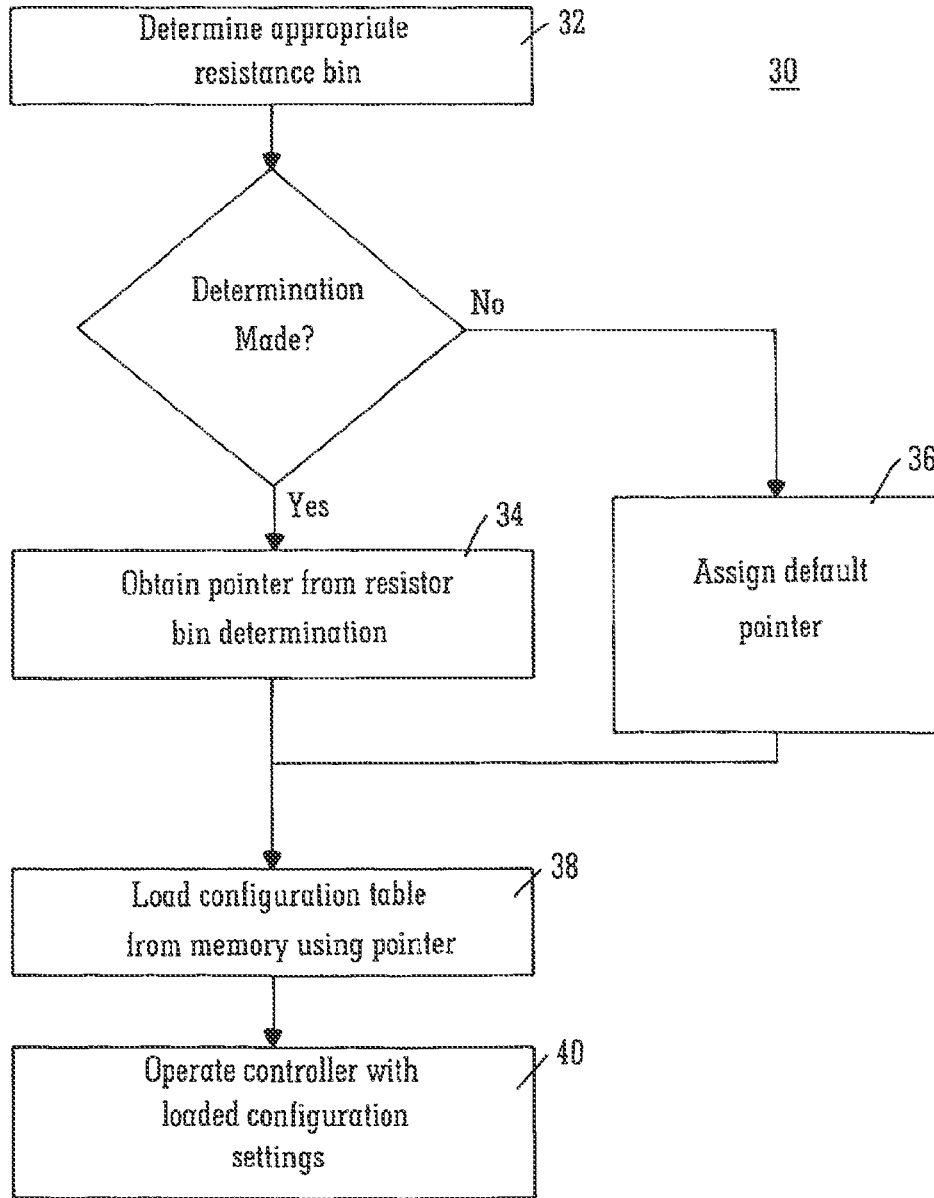 Determine appropriate
resistance bin
32
30
Determination
Made?
No
Yes
36
34
Obtain pointer from resistor
bin determination
Assign default
pointer
38
Load configuration table
from memory using pointer
40
Operate controller with
loaded configuration
settings